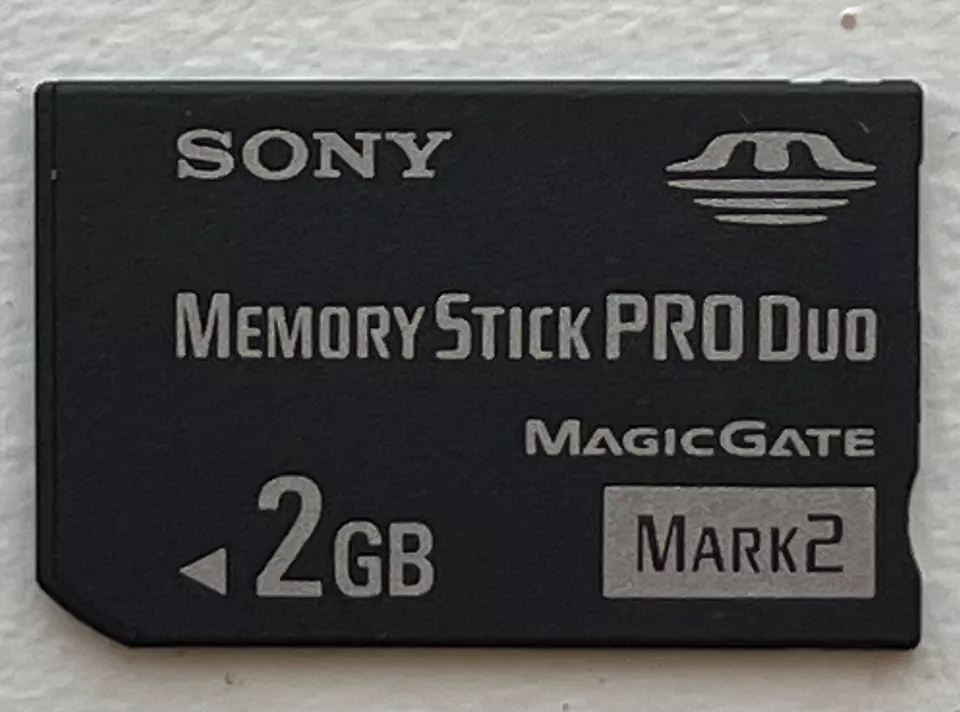 SONY
MEMORY STICK PRO DUO
MAGICGATE
2GB
MARK2